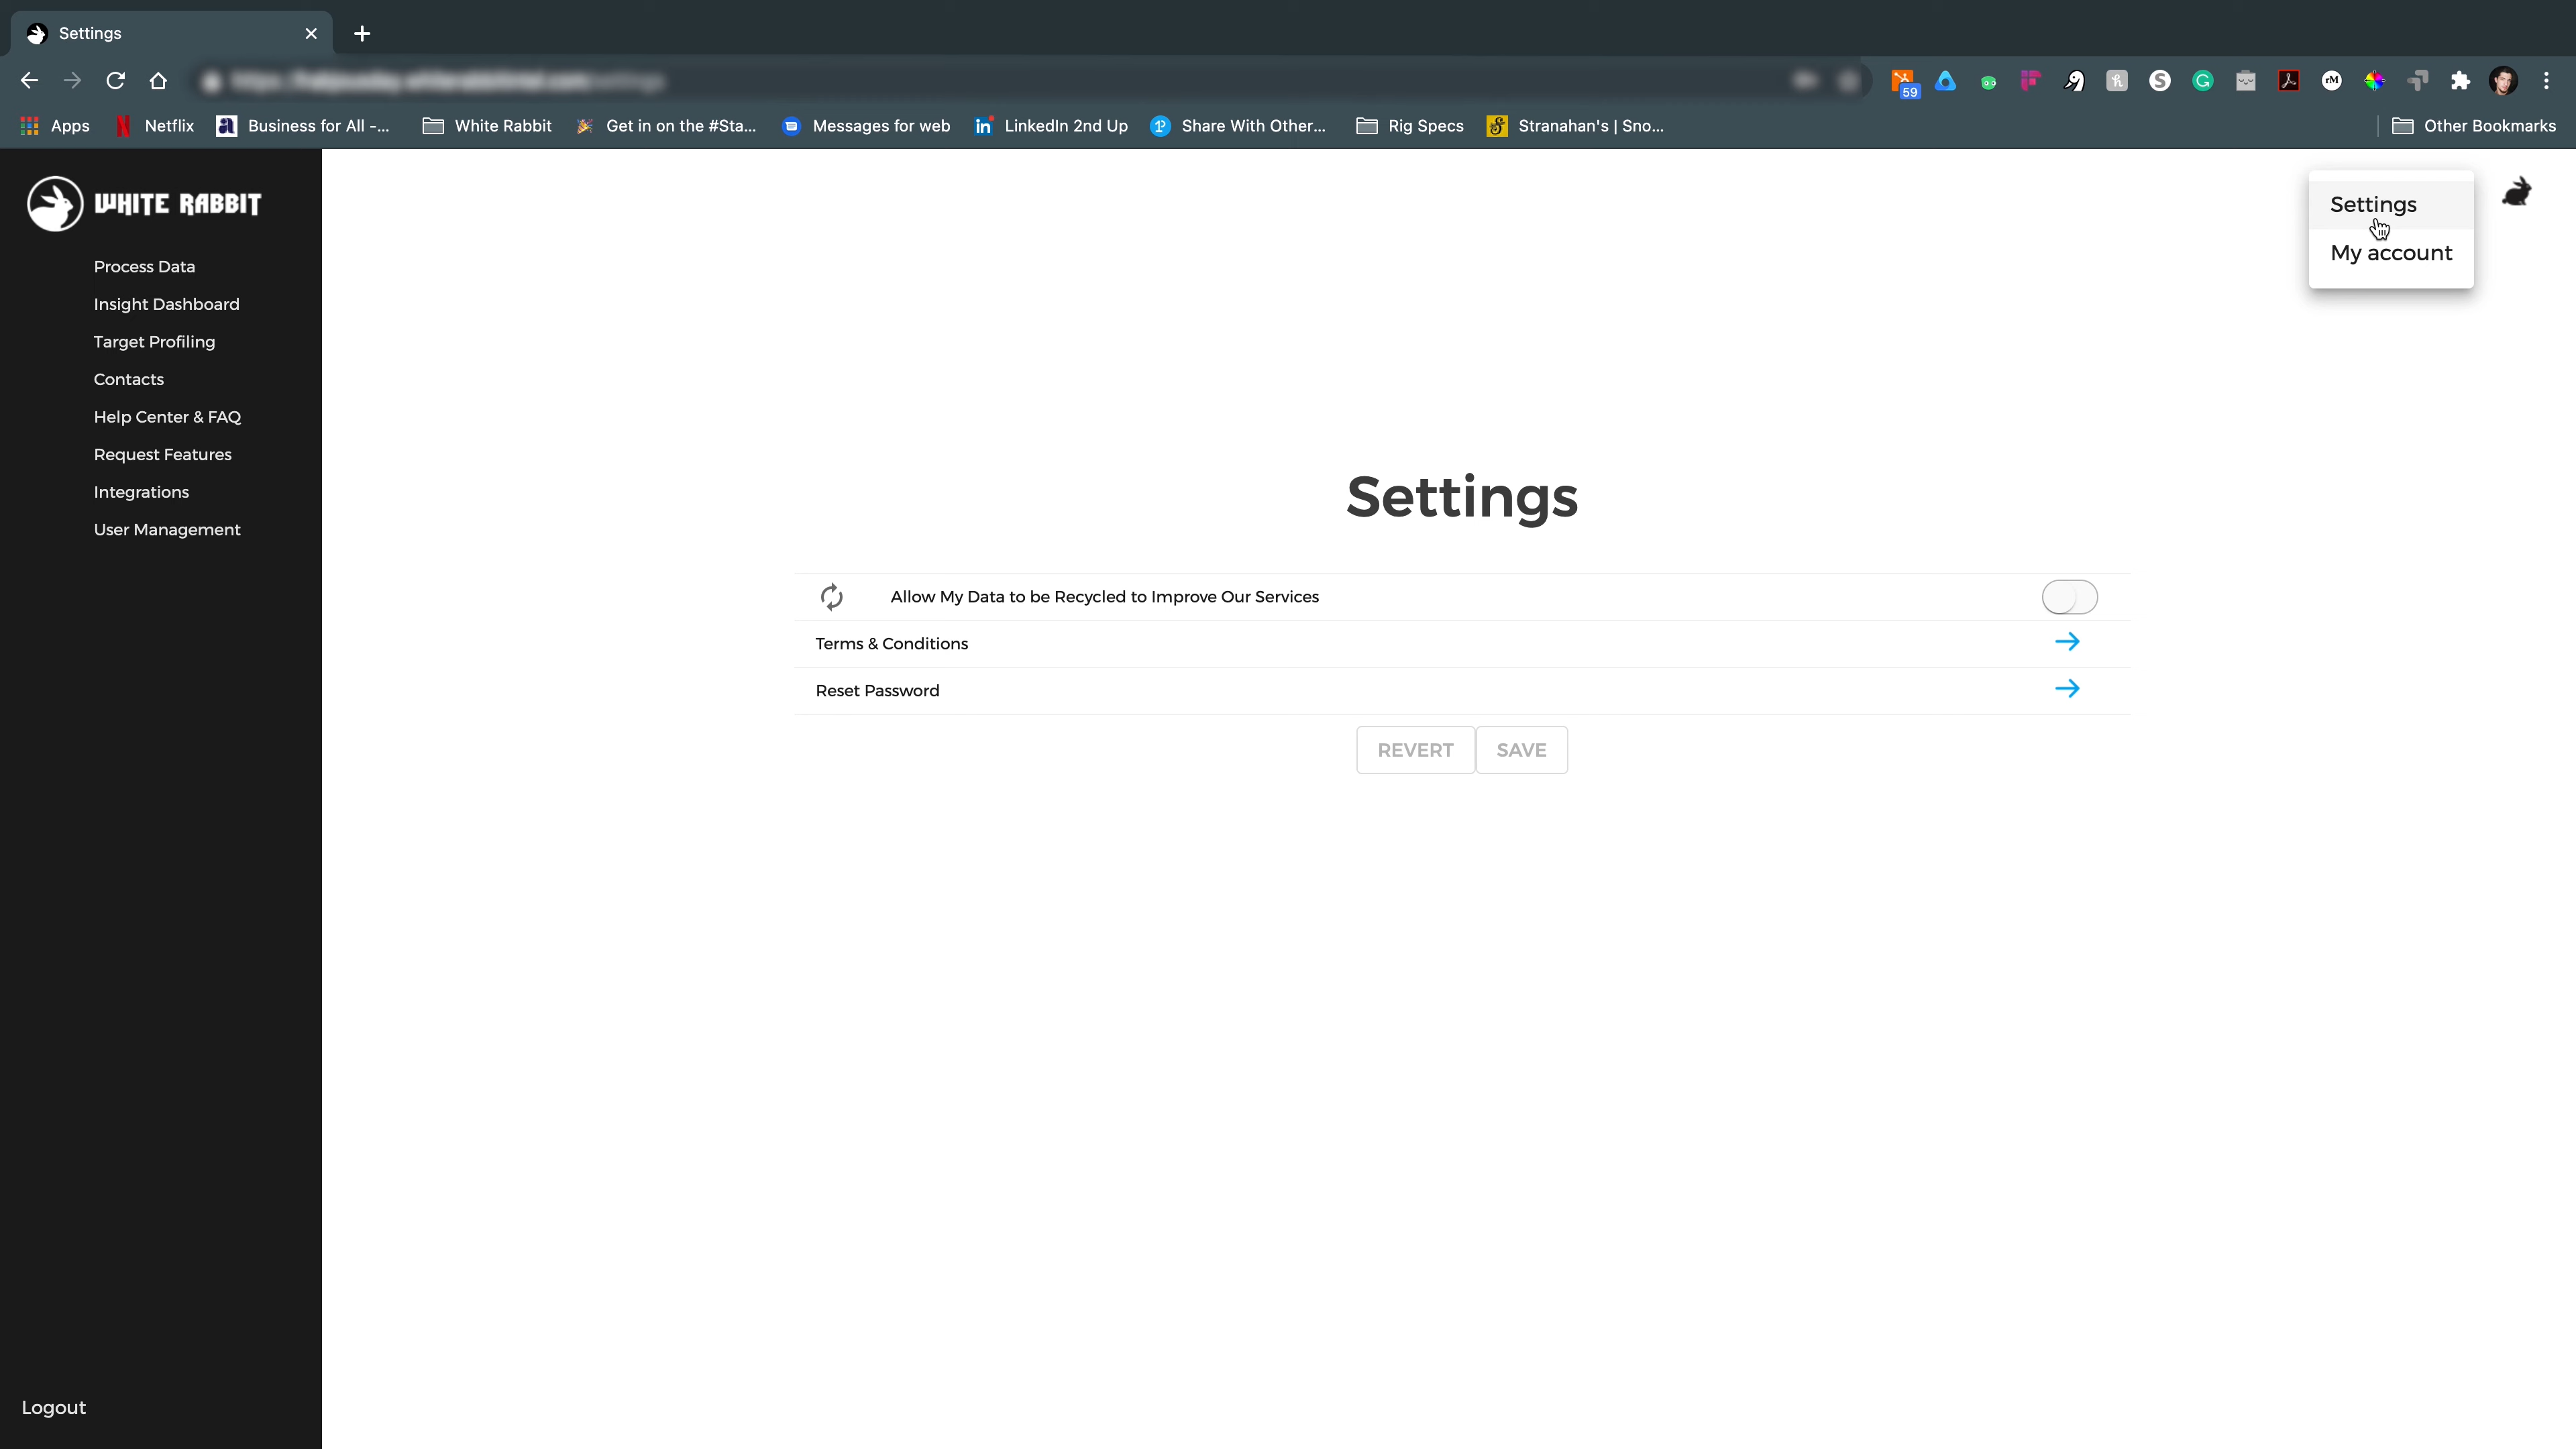 Settings
59
Apps
Netflix
Business for All -...
White Rabbit
Get in on the #Sta...
Messages for web
LinkedIn 2nd Up
Share With Other...
Rig Specs
Stranahan's | Sno...
Other Bookmarks
WHITE RABBIT
Process Data
Insight Dashboard
Target Profiling
Contacts
Help Center & FAQ
Request Features
Integrations
User Management
Logout
Settings
My account
Settings
Allow My Data to be Recycled to Improve Our Services
Terms & Conditions
Reset Password
REVERT
SAVE